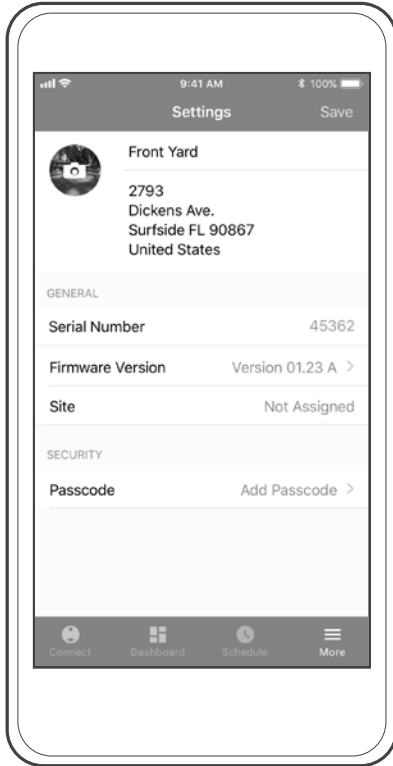 9:41 AM 100%
Settings Save
Front Yard
2793
Dickens Ave.
Surfside FL 90867
United States
GENERAL
Serial Number 45362
Firmware Version Version 01.23 A >
Site Not Assigned
SECURITY
Passcode Add Passcode >
Connect Dashboard Schedule More